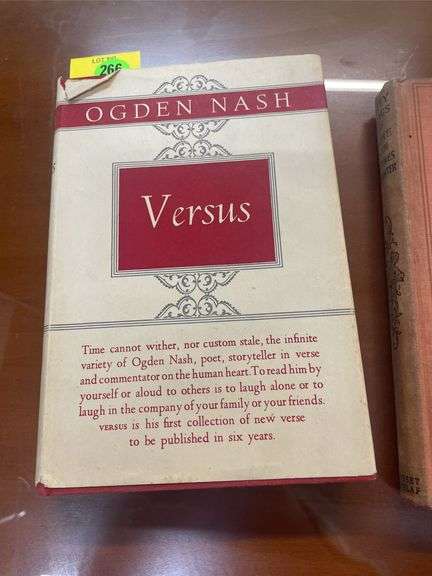 LOT
266
OGDEN NASH
Versus
Time cannot wither, nor custom stale, the infinite
variety of Ogden Nash, poet, storyteller in verse
and commentator on the human heart. To read him by
yourself or aloud to others is to laugh alone or to
laugh in the company of your family or your friends.
VERSUS is his first collection of new verse
to be published in six years.